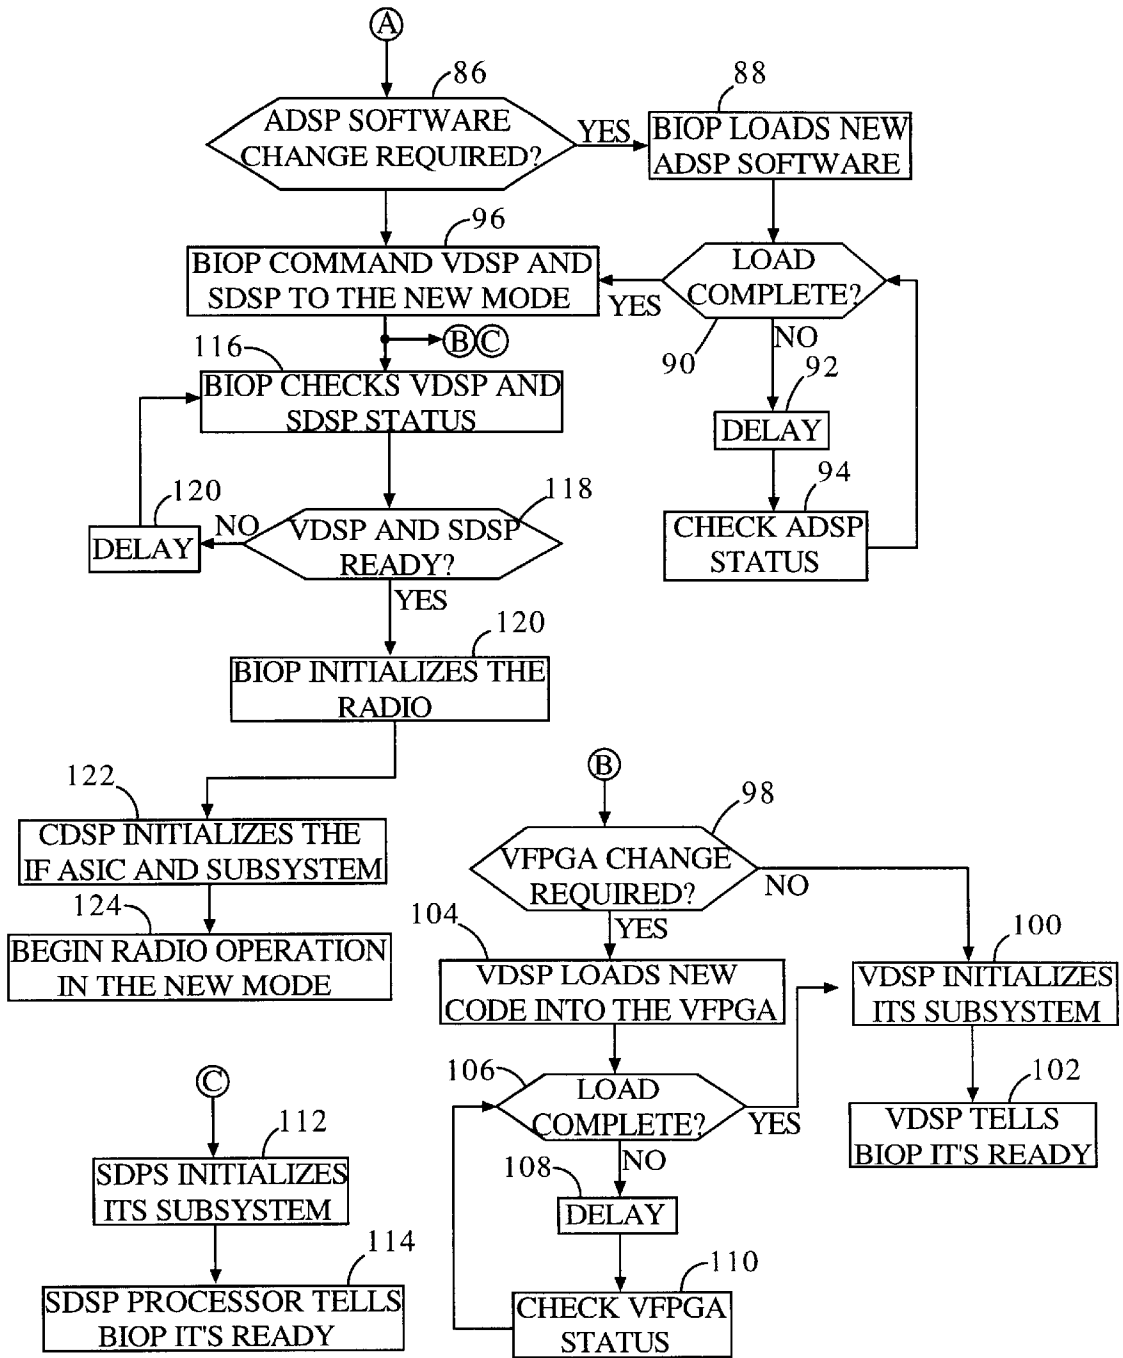 A
86
ADSP SOFTWARE
CHANGE REQUIRED?
YES
88
BIOP LOADS NEW
ADSP SOFTWARE
96
BIOP COMMAND VDSP AND
SDSP TO THE NEW MODE
YES
LOAD
COMPLETE?
90
NO
B C
116
BIOP CHECKS VDSP AND
SDSP STATUS
92
DELAY
94
CHECK ADSP
STATUS
120
DELAY
NO
118
VDSP AND SDSP
READY?
YES
120
BIOP INITIALIZES THE
RADIO
122
CDSP INITIALIZES THE
IF ASIC AND SUBSYSTEM
124
BEGIN RADIO OPERATION
IN THE NEW MODE
B
98
VFPGA CHANGE
REQUIRED?
NO
YES
104
VDSP LOADS NEW
CODE INTO THE VFPGA
100
VDSP INITIALIZES
ITS SUBSYSTEM
106
LOAD
COMPLETE?
YES
102
VDSP TELLS
BIOP IT'S READY
NO
108
DELAY
110
CHECK VFPGA
STATUS
C
112
SDPS INITIALIZES
ITS SUBSYSTEM
114
SDSP PROCESSOR TELLS
BIOP IT'S READY